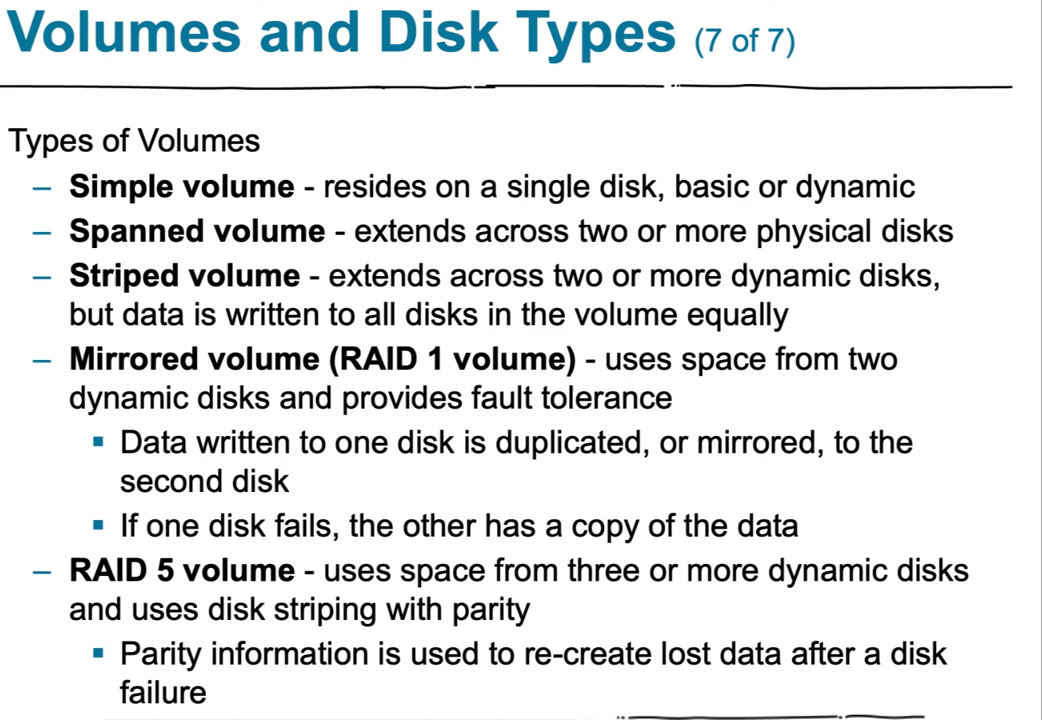 Volumes and Disk Types (7 of 7)
Types of Volumes
– Simple volume - resides on a single disk, basic or dynamic
– Spanned volume - extends across two or more physical disks
– Striped volume - extends across two or more dynamic disks,
but data is written to all disks in the volume equally
– Mirrored volume (RAID 1 volume) - uses space from two
dynamic disks and provides fault tolerance
▪ Data written to one disk is duplicated, or mirrored, to the
second disk
▪ If one disk fails, the other has a copy of the data
– RAID 5 volume - uses space from three or more dynamic disks
and uses disk striping with parity
▪ Parity information is used to re-create lost data after a disk
failure